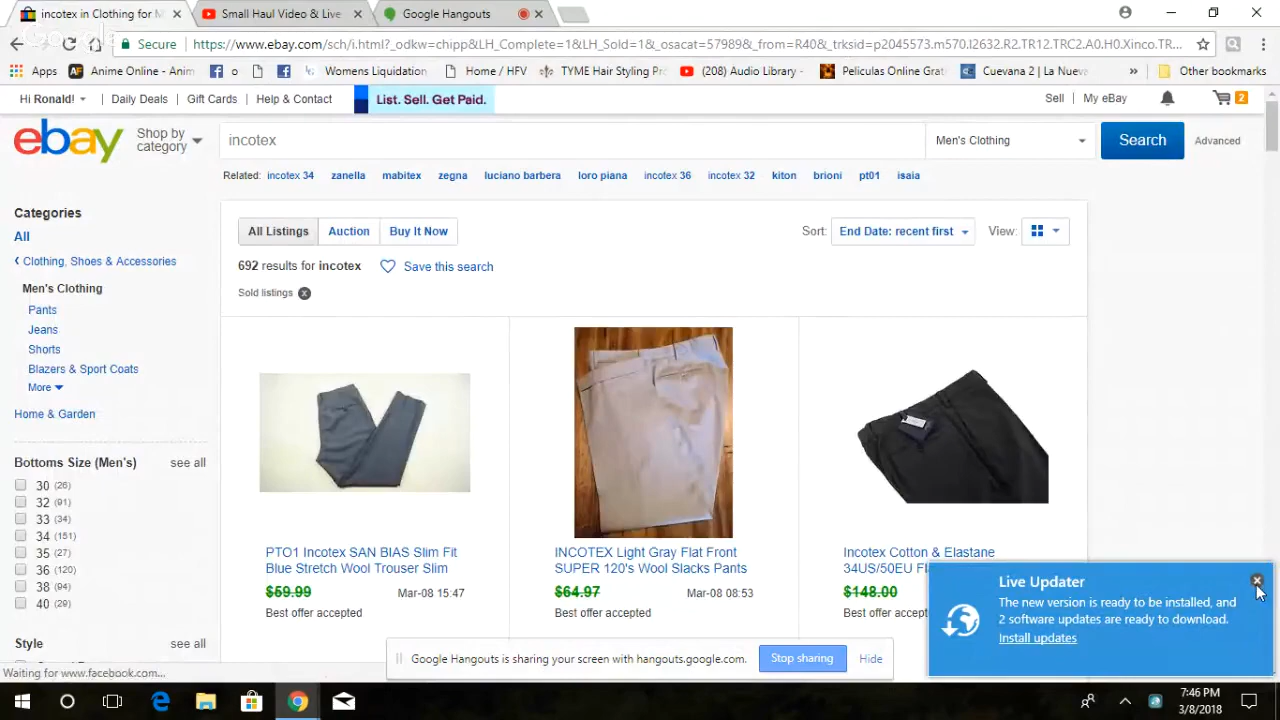 incotex in Clothing for M
Small Haul Video & Live
Google Hangouts
Google
Secure
https://www.ebay.com/sch/i.html?_odkw=chipp&LH_Complete=1&LH_Sold=1&_osacat=57989&_from=R40&_trksid=p2045573.m570.l2632.R2.TR12.TRC2.A0.H0.Xinco.TR...
Apps
Anime Online - Anim
o
Womens Liquidation
Home / HFV
TYME Hair Styling Pro
(208) Audio Library -
Peliculas Online Grat
Cuevana 2 | La Nueva
»
Other bookmarks
Hi Ronald!
Daily Deals
Gift Cards
Help & Contact
List. Sell. Get Paid.
Sell
My eBay
2
ebay
Shop by
category
incotex
Men's Clothing
Search
Advanced
Related: incotex 34 zanella mabitex zegna luciano barbera loro piana incotex 36 incotex 32 kiton brioni pt01 isaia
Categories
All
Clothing, Shoes & Accessories
Men's Clothing
Pants
Jeans
Shorts
Blazers & Sport Coats
More
Home & Garden
Bottoms Size (Men's) see all
30 (26)
32 (91)
33 (34)
34 (151)
35 (27)
36 (120)
38 (94)
40 (29)
Style see all
All Listings
Auction
Buy It Now
Sort: End Date: recent first
View:
692 results for incotex
Save this search
Sold listings
PTO1 Incotex SAN BIAS Slim Fit
Blue Stretch Wool Trouser Slim
$59.99 Mar-08 15:47
Best offer accepted
INCOTEX Light Gray Flat Front
SUPER 120's Wool Slacks Pants
$64.97 Mar-08 08:53
Best offer accepted
Incotex Cotton & Elastane
34US/50EU Fl
$148.00
Best offer accept
Live Updater
The new version is ready to be installed, and
2 software updates are ready to download.
Install updates
Google Hangouts is sharing your screen with hangouts.google.com.
Stop sharing
Hide
Waiting for www.facebook.com...
7:46 PM
3/8/2018